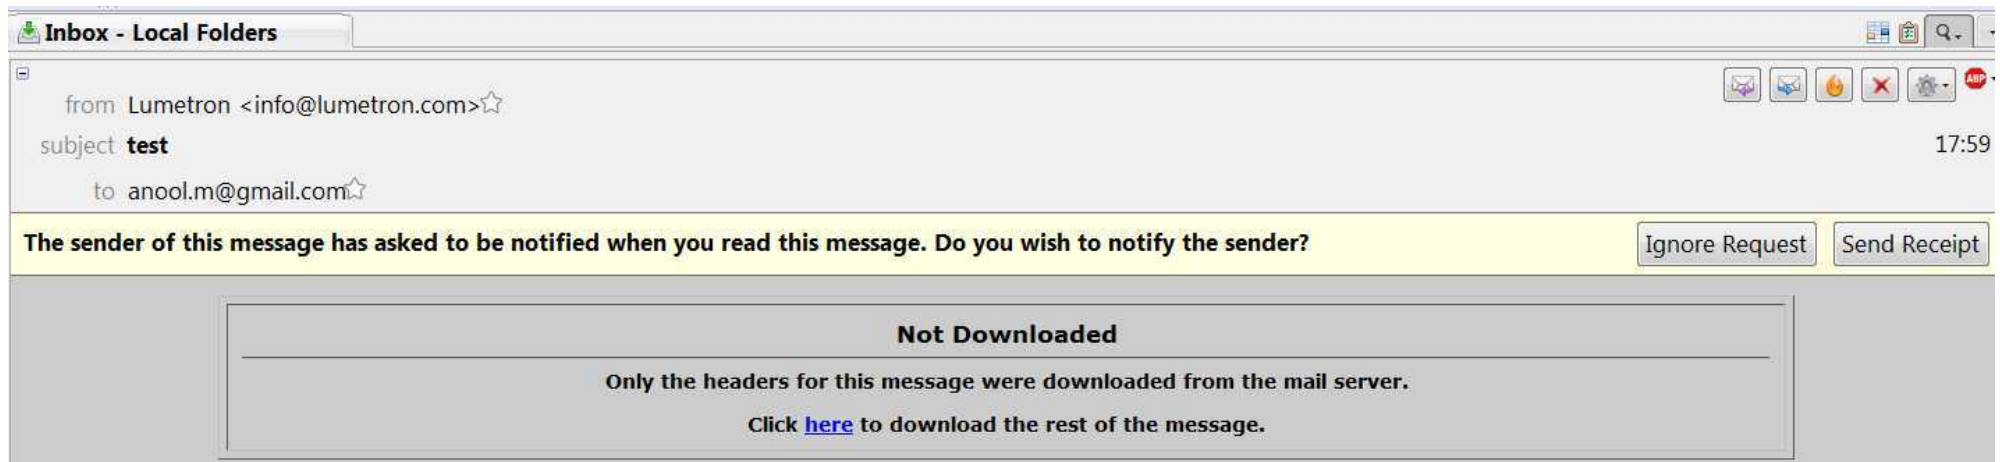 Inbox - Local Folders
from Lumetron <info@lumetron.com>
subject test
17:59
to anool.m@gmail.com
The sender of this message has asked to be notified when you read this message. Do you wish to notify the sender? Ignore Request Send Receipt
Not Downloaded
Only the headers for this message were downloaded from the mail server.
Click here to download the rest of the message.
ABP